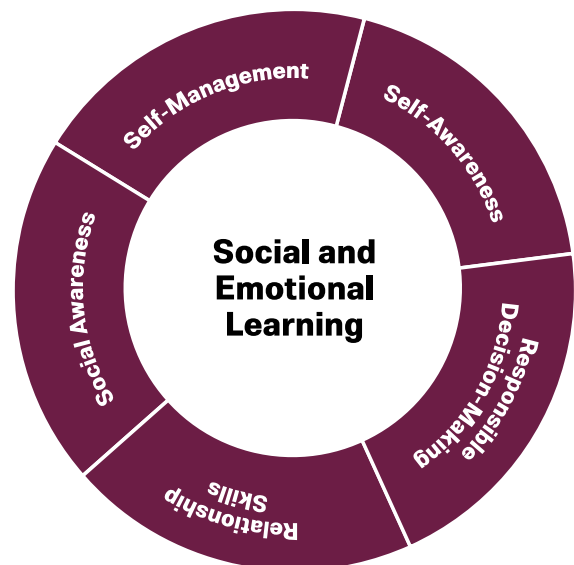 Social and
Emotional
Learning
Self-Awareness
Responsible
Decision-Making
Relationship
Skills
Social Awareness
Self-Management